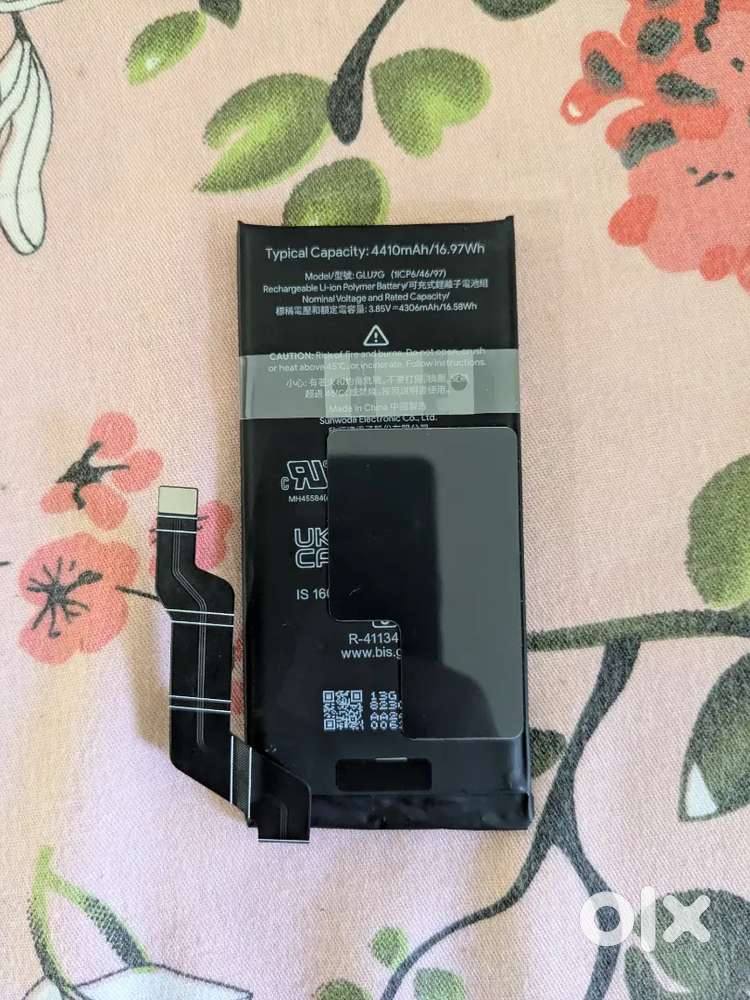 Typical Capacity: 4410mAh/16.97Wh
Model/型號: GLU7G (1ICP6/46/97)
Rechargeable Li-ion Polymer Battery/可充式鋰離子電池組
Nominal Voltage and Rated Capacity/
標稱電壓和額定電容量: 3.85V⎓4306mAh/16.58Wh
CAUTION: Risk of fire and burns. Do not open, crush
or heat above 45°C, or incinerate. Follow instructions.
Made in China 中國製造
Sunwoda Electronic Co., Ltd.
c RU
MH45584
UK
CA
IS 160
R-41134
www.bis.g
13G
823
olx